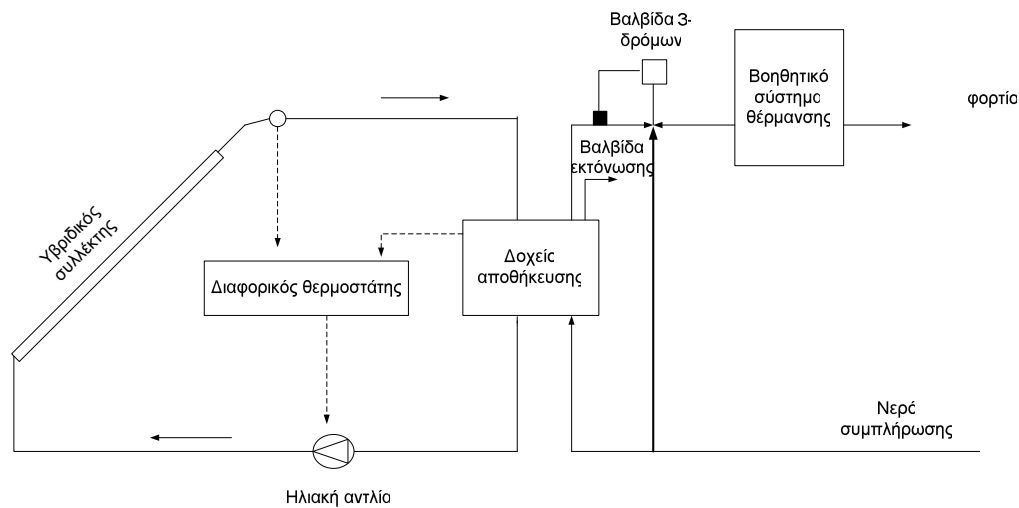 Βαλβίδα 3-
δρόμων
Βοηθητικό
σύστημα
θέρμανσης
φορτίο
Βαλβίδα
εκτόνωσης
Υβριδικός
συλλέκτης
Δοχείο
αποθήκευσης
Διαφορικός θερμοστάτης
Νερό
συμπλήρωσης
Ηλιακή αντλία